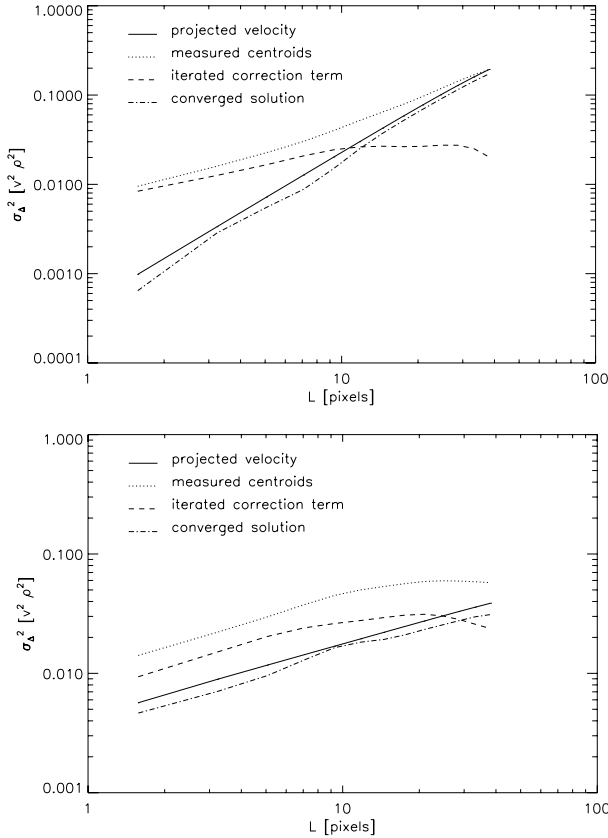 1.0000
0.1000
0.0100
0.0010
0.0001
σΔ² [v² ρ²]
projected velocity
measured centroids
iterated correction term
converged solution
1 10 100
L [pixels]
1.000
0.100
0.010
0.001
σΔ² [v² ρ²]
projected velocity
measured centroids
iterated correction term
converged solution
1 10 100
L [pixels]